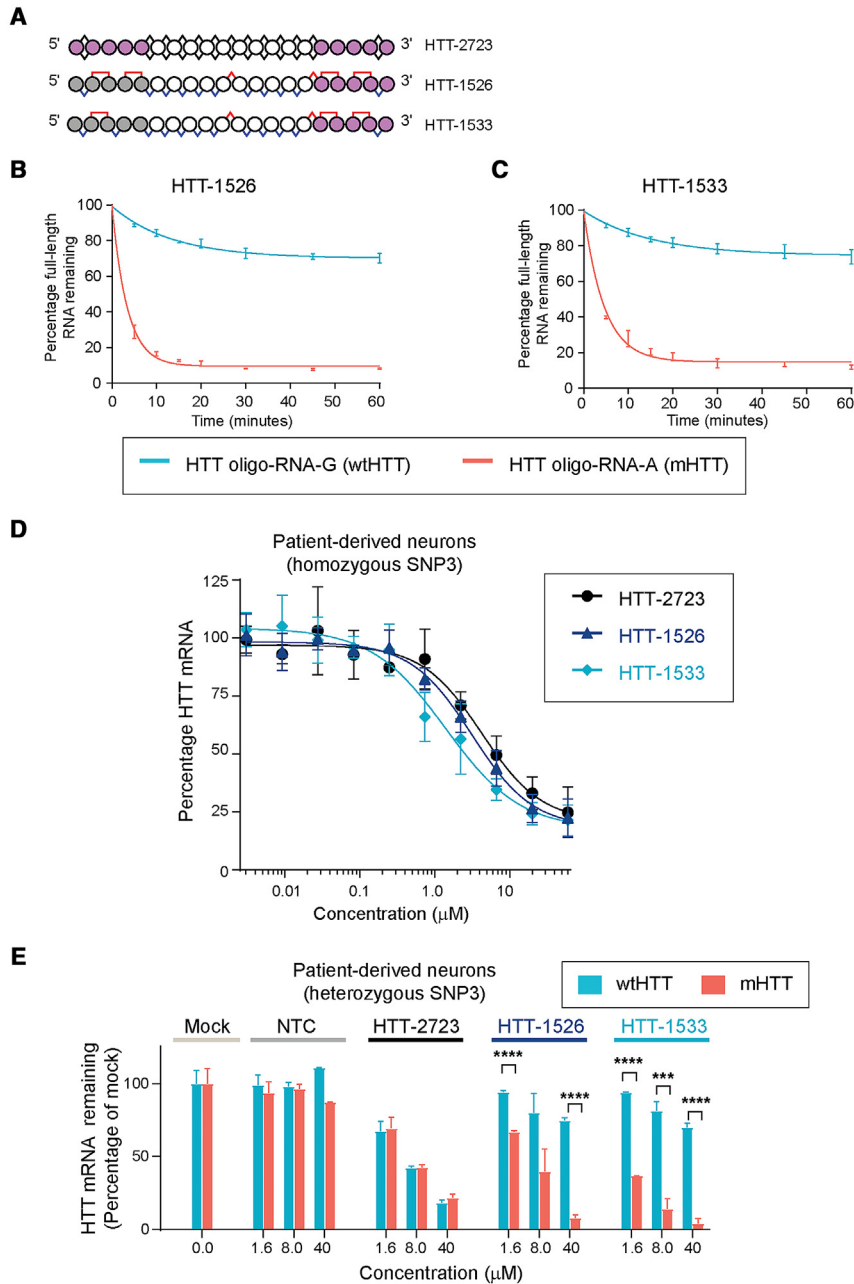 A
5' 3' HTT-2723
5' 3' HTT-1526
5' 3' HTT-1533
B
HTT-1526
Percentage full-length
RNA remaining
100
80
60
40
20
0
0 10 20 30 40 50 60
Time (minutes)
C
HTT-1533
Percentage full-length
RNA remaining
100
80
60
40
20
0
0 10 20 30 40 50 60
Time (minutes)
HTT oligo-RNA-G (wtHTT) HTT oligo-RNA-A (mHTT)
D
Patient-derived neurons
(homozygous SNP3)
Percentage HTT mRNA
125
100
75
50
25
0
0.01 0.1 1.0 10
Concentration (μM)
HTT-2723
HTT-1526
HTT-1533
E
Patient-derived neurons
(heterozygous SNP3)
wtHTT mHTT
Mock NTC HTT-2723 HTT-1526 HTT-1533
HTT mRNA remaining
(Percentage of mock)
100
50
0
**** **** **** *** ****
0.0 1.6 8.0 40 1.6 8.0 40 1.6 8.0 40 1.6 8.0 40
Concentration (μM)